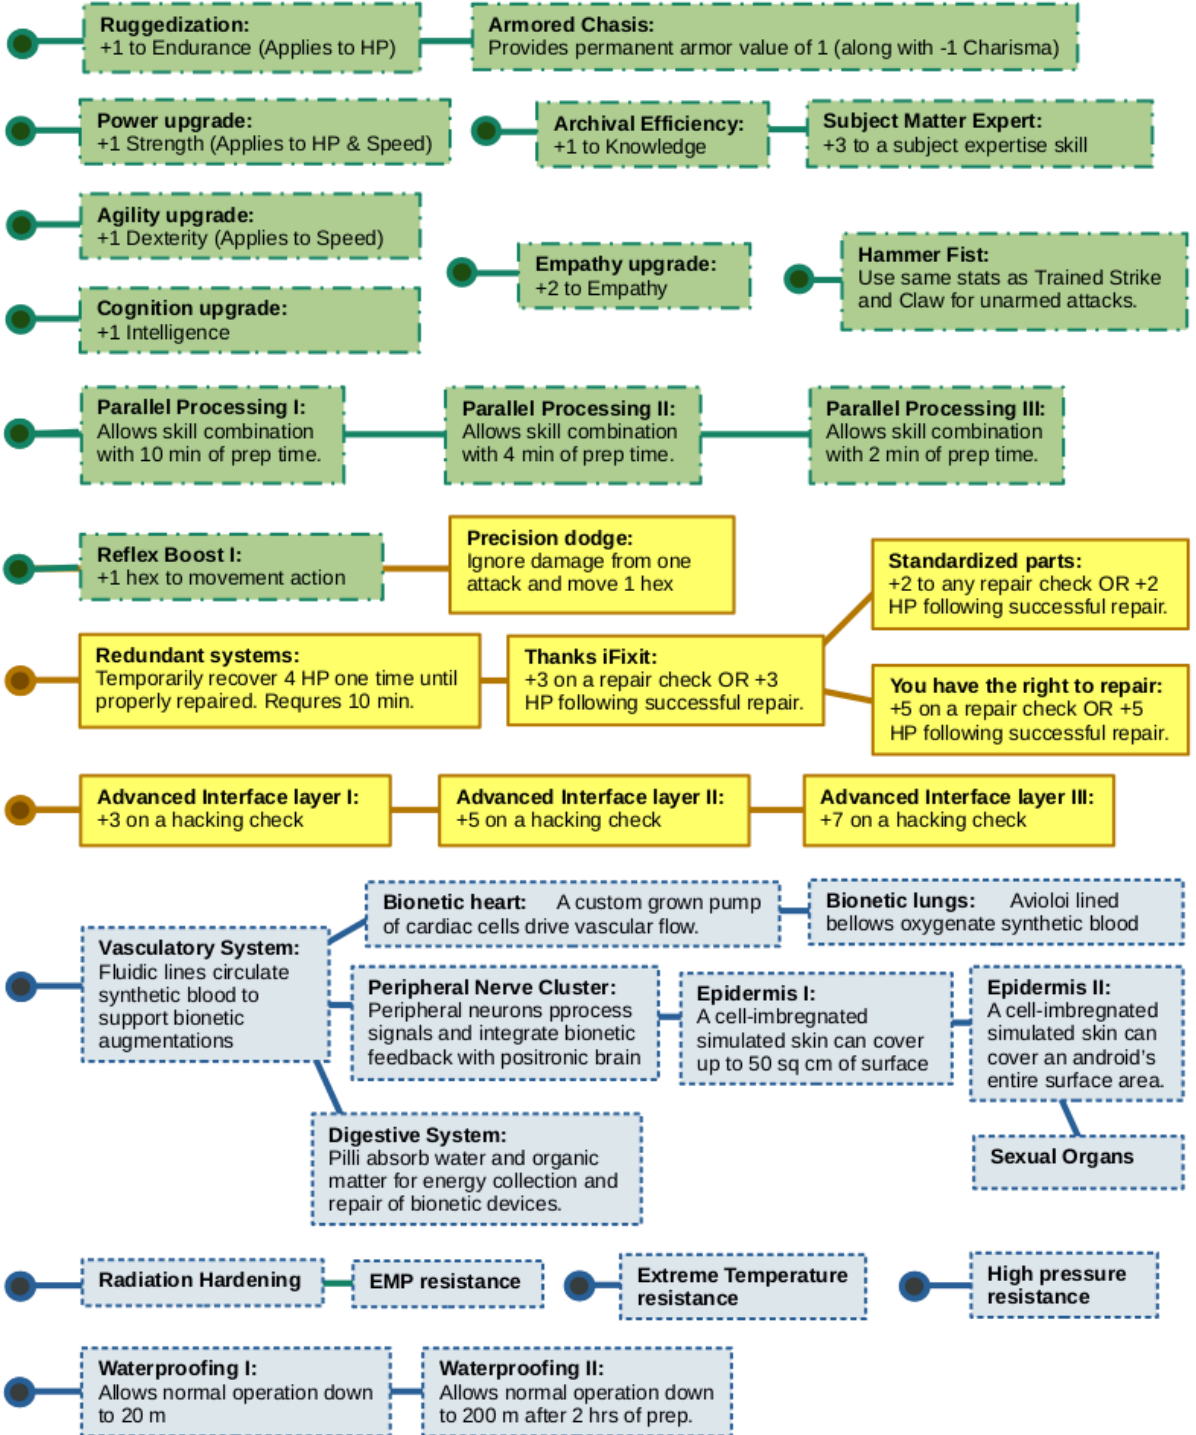 Ruggedization:
+1 to Endurance (Applies to HP)
Armored Chasis:
Provides permanent armor value of 1 (along with -1 Charisma)
Power upgrade:
+1 Strength (Applies to HP & Speed)
Archival Efficiency:
+1 to Knowledge
Subject Matter Expert:
+3 to a subject expertise skill
Agility upgrade:
+1 Dexterity (Applies to Speed)
Empathy upgrade:
+2 to Empathy
Hammer Fist:
Use same stats as Trained Strike
and Claw for unarmed attacks.
Cognition upgrade:
+1 Intelligence
Parallel Processing I:
Allows skill combination
with 10 min of prep time.
Parallel Processing II:
Allows skill combination
with 4 min of prep time.
Parallel Processing III:
Allows skill combination
with 2 min of prep time.
Reflex Boost I:
+1 hex to movement action
Precision dodge:
Ignore damage from one
attack and move 1 hex
Standardized parts:
+2 to any repair check OR +2
HP following successful repair.
Redundant systems:
Temporarily recover 4 HP one time until
properly repaired. Requres 10 min.
Thanks iFixit:
+3 on a repair check OR +3
HP following successful repair.
You have the right to repair:
+5 on a repair check OR +5
HP following successful repair.
Advanced Interface layer I:
+3 on a hacking check
Advanced Interface layer II:
+5 on a hacking check
Advanced Interface layer III:
+7 on a hacking check
Vasculatory System:
Fluidic lines circulate
synthetic blood to
support bionetic
augmentations
Bionetic heart: A custom grown pump
of cardiac cells drive vascular flow.
Bionetic lungs: Avioloi lined
bellows oxygenate synthetic blood
Peripheral Nerve Cluster:
Peripheral neurons pprocess
signals and integrate bionetic
feedback with positronic brain
Epidermis I:
A cell-imbregnated
simulated skin can cover
up to 50 sq cm of surface
Epidermis II:
A cell-imbregnated
simulated skin can
cover an android's
entire surface area.
Digestive System:
Pilli absorb water and organic
matter for energy collection and
repair of bionetic devices.
Sexual Organs
Radiation Hardening
EMP resistance
Extreme Temperature
resistance
High pressure
resistance
Waterproofing I:
Allows normal operation down
to 20 m
Waterproofing II:
Allows normal operation down
to 200 m after 2 hrs of prep.